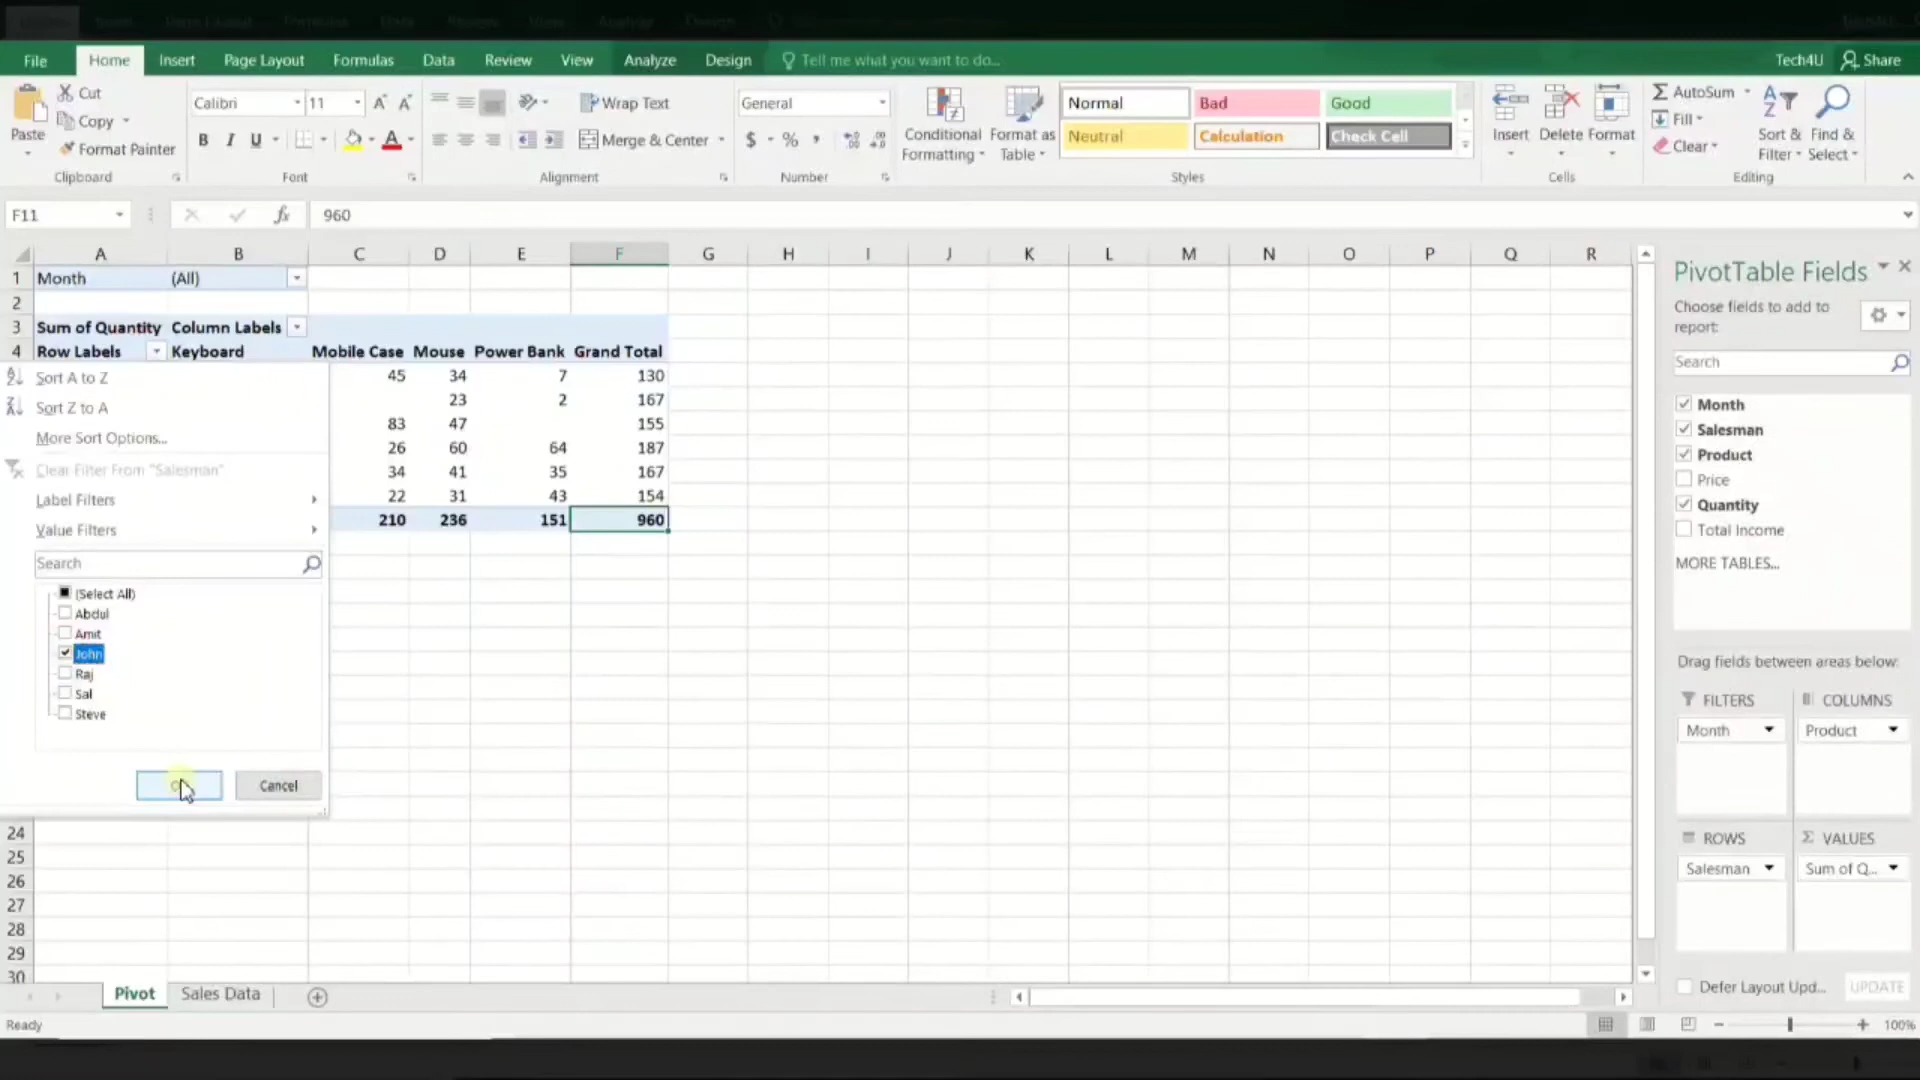 File Home Insert Page Layout Formulas Data Review View Analyze Design Tell me what you want to do... Tech4U Share
Paste Cut Copy Format Painter Clipboard
Calibri 11 B I U A Font
Wrap Text Merge & Center Alignment
General $ % , Number
Conditional Formatting Format as Table
Normal Bad Good
Neutral Calculation Check Cell
Styles
Insert Delete Format Cells
AutoSum Fill Clear Sort & Filter Find & Select Editing
F11 fx 960
A B C D E F G H I J K L M N O P Q R
1 Month (All)
2
3 Sum of Quantity Column Labels
4 Row Labels Keyboard Mobile Case Mouse Power Bank Grand Total
45 34 7 130
23 2 167
83 47 155
26 60 64 187
34 41 35 167
22 31 43 154
210 236 151 960
Sort A to Z
Sort Z to A
More Sort Options...
Clear Filter From "Salesman"
Label Filters
Value Filters
Search
(Select All)
Abdul
Amit
John
Raj
Sal
Steve
Cancel
24
25
26
27
28
29
30
Pivot Sales Data
Ready
100%
PivotTable Fields
Choose fields to add to
report:
Search
Month
Salesman
Product
Price
Quantity
Total Income
MORE TABLES...
Drag fields between areas below:
FILTERS COLUMNS
Month Product
ROWS Σ VALUES
Salesman Sum of Q...
Defer Layout Upd... UPDATE